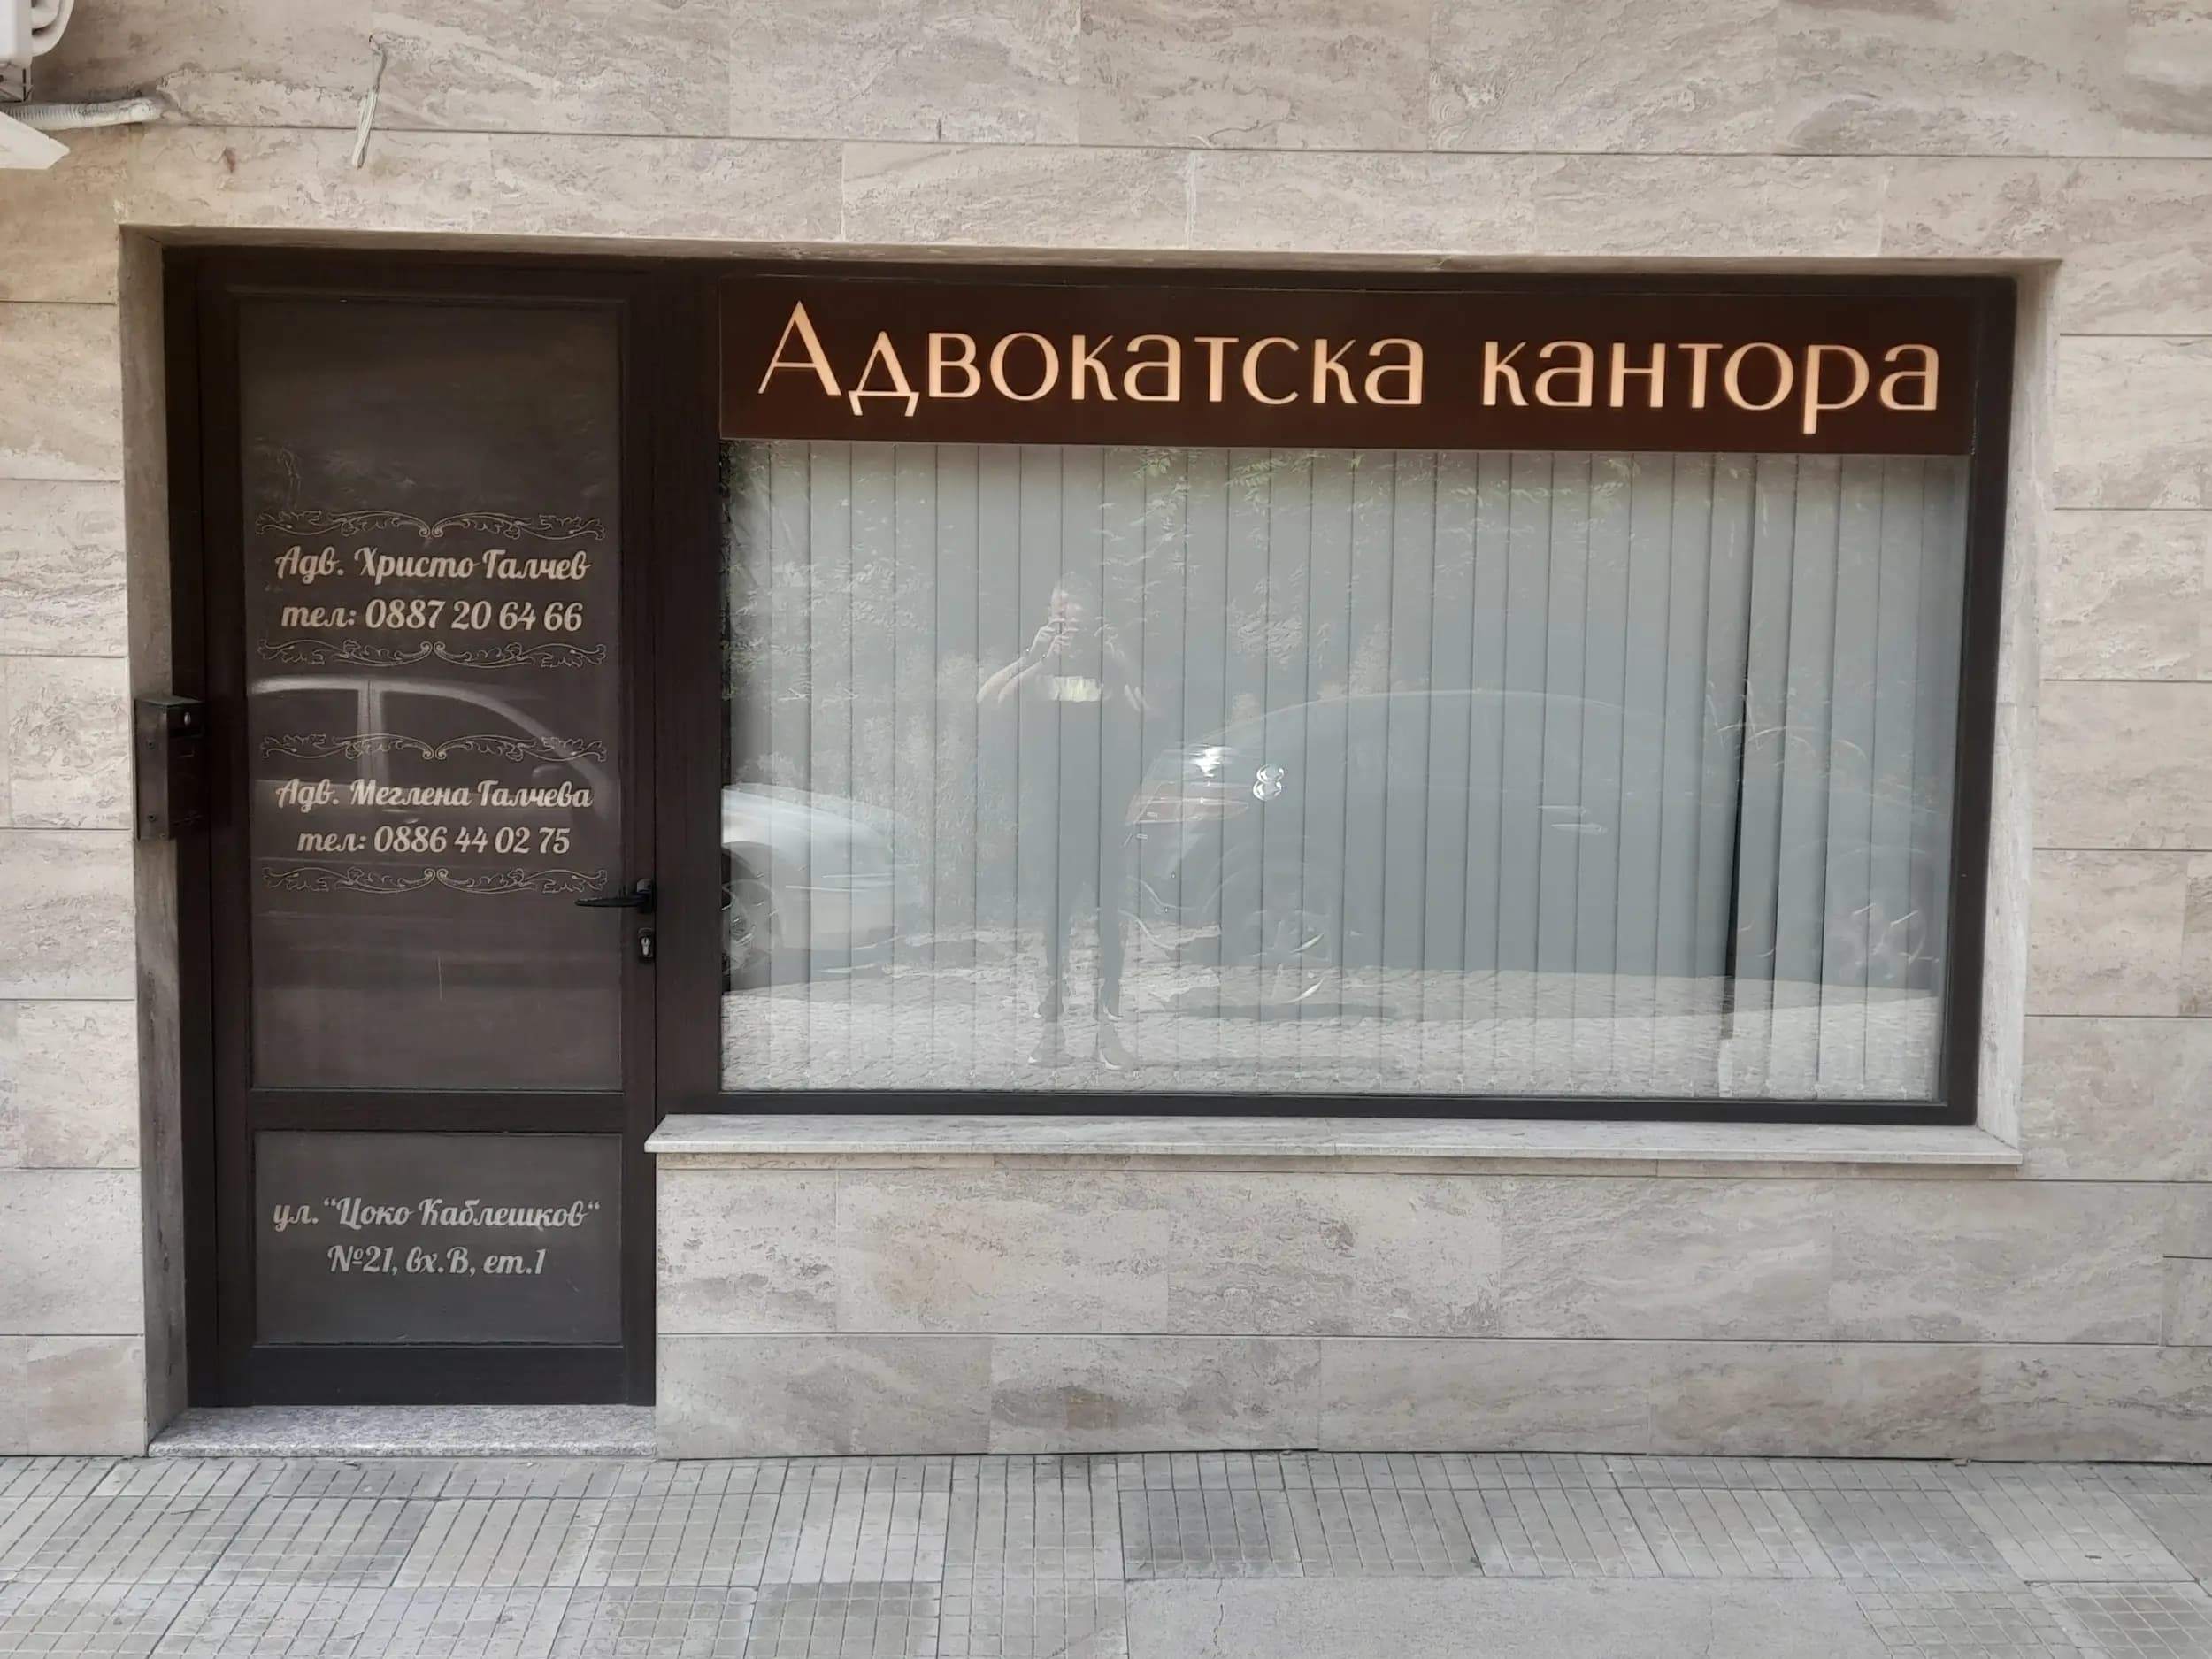 Адвокатска кантора
Адв. Христо Галчев
тел: 0887 20 64 66
Адв. Меглена Галчева
тел: 0886 44 02 75
ул. “Цоко Каблешков“
№21, вх.В, ет.1